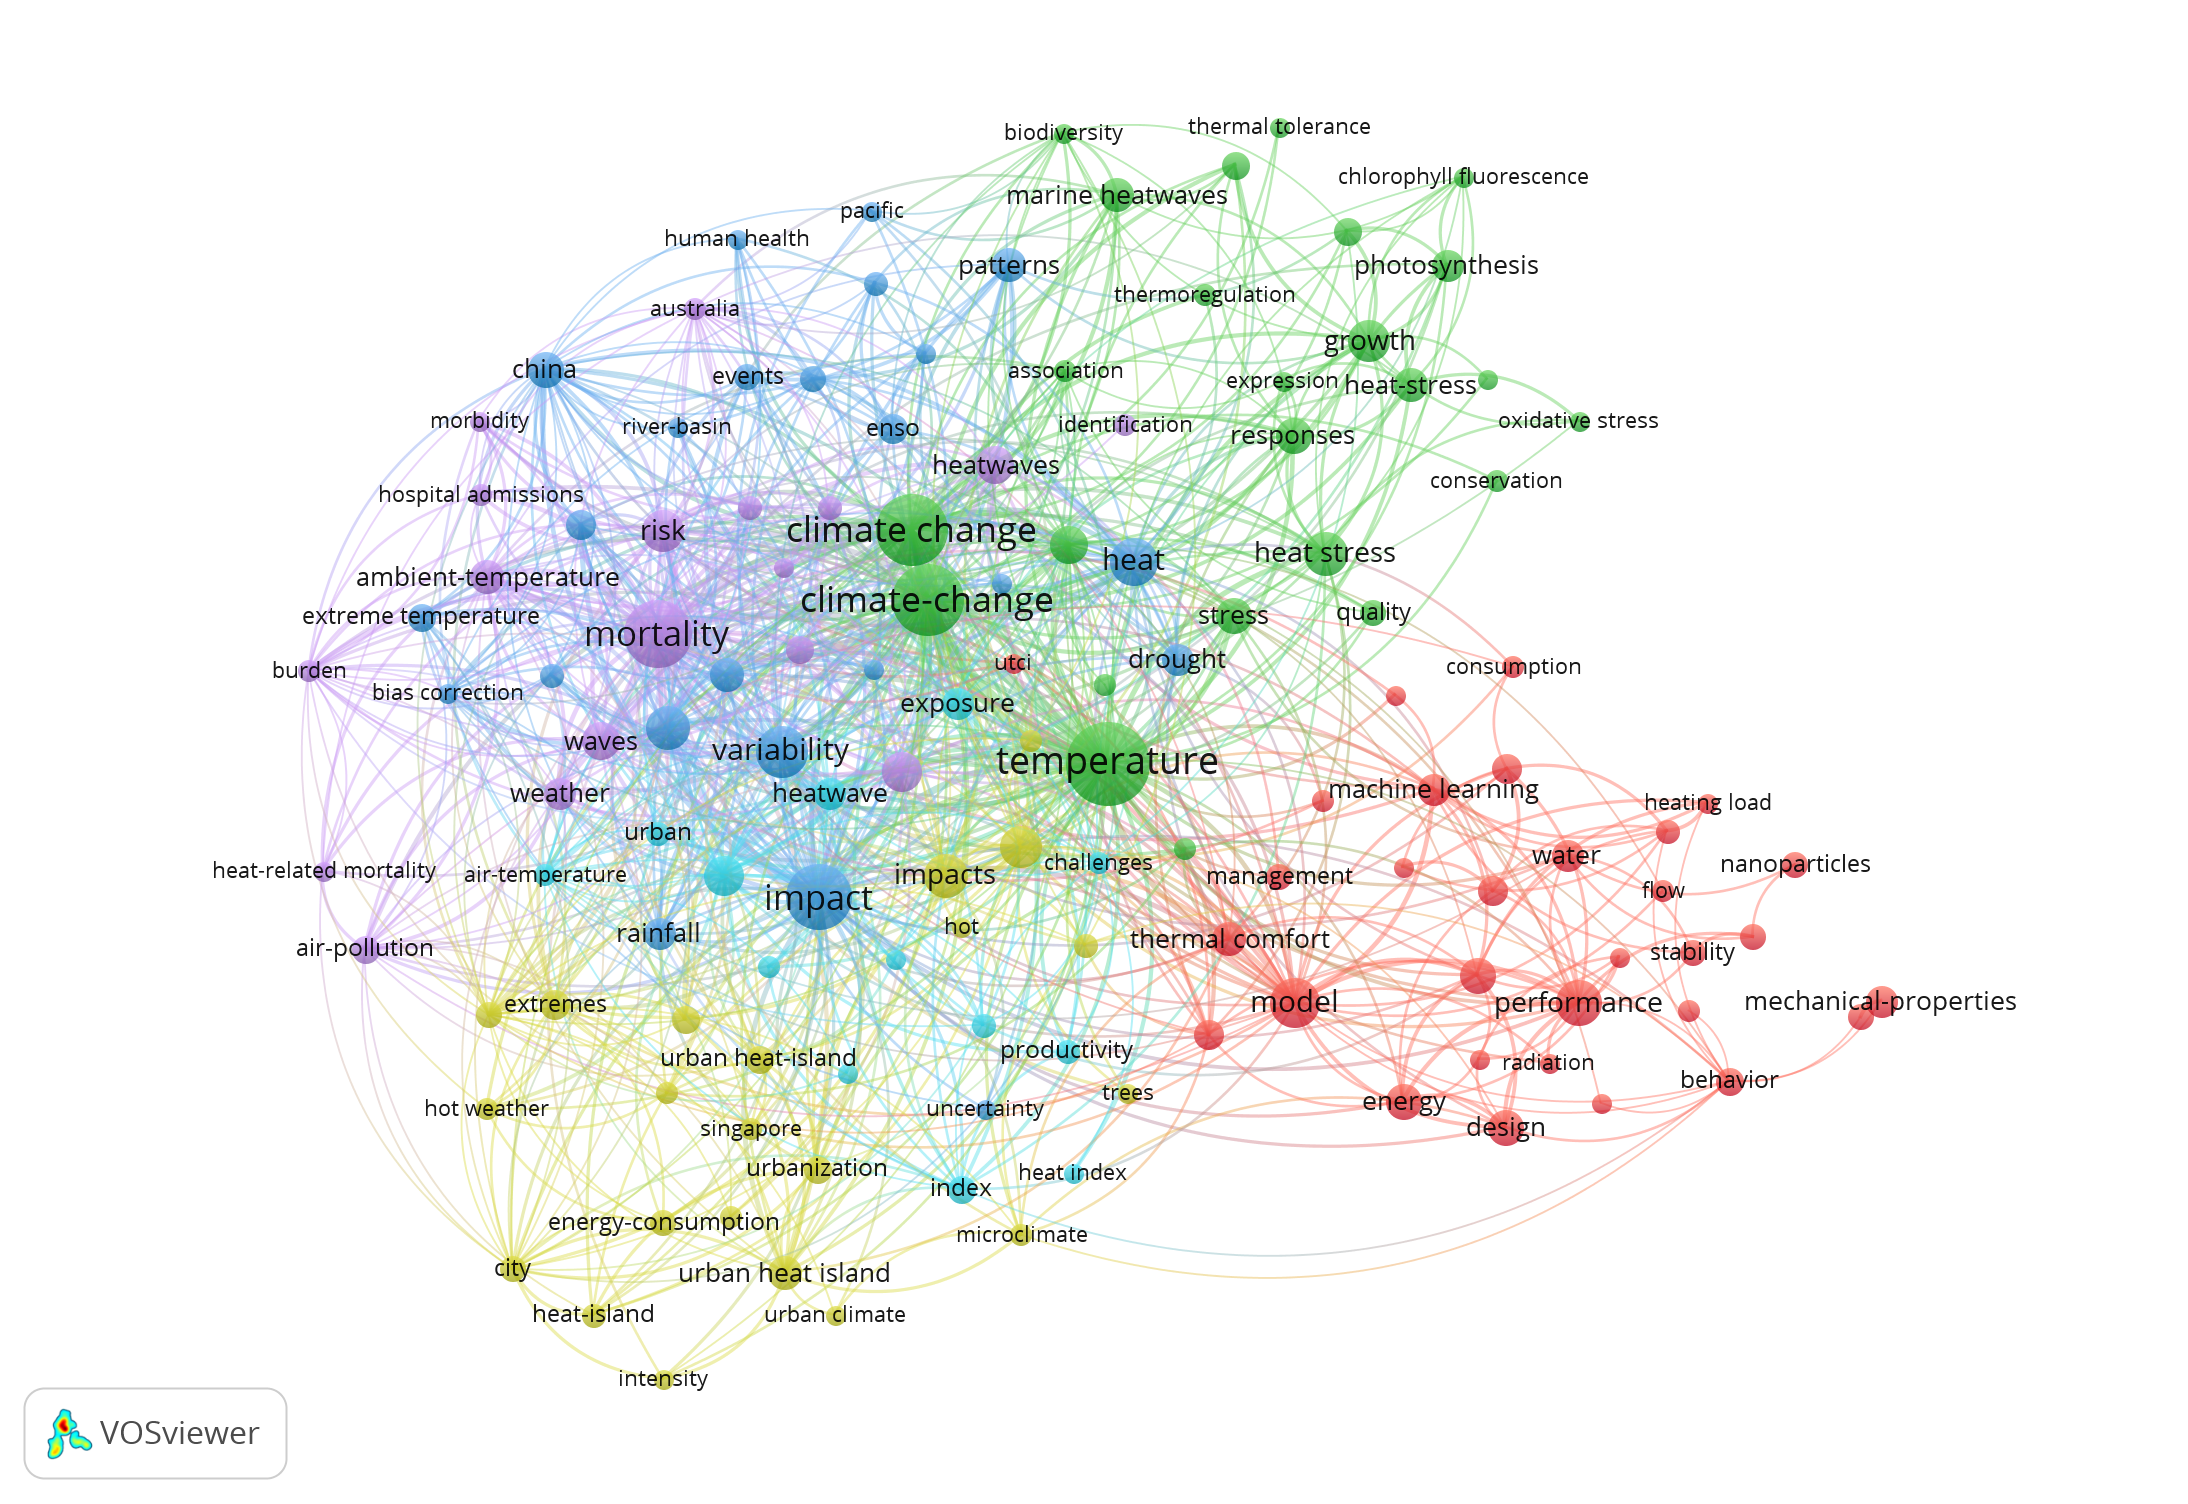 biodiversity
thermal tolerance
chlorophyll fluorescence
marine heatwaves
pacific
human health
patterns
photosynthesis
thermoregulation
australia
growth
china
events
association
expression
heat-stress
morbidity
river-basin
enso
identification
responses
oxidative stress
heatwaves
conservation
hospital admissions
risk
climate change
heat
heat stress
ambient-temperature
climate-change
extreme temperature
stress
quality
mortality
utci
drought
consumption
burden
bias correction
exposure
waves
variability
temperature
weather
heatwave
machine learning
heating load
urban
water
nanoparticles
heat-related mortality
air-temperature
impacts
challenges
management
flow
impact
hot
rainfall
thermal comfort
air-pollution
stability
extremes
model
performance
mechanical-properties
urban heat-island
productivity
radiation
behavior
trees
energy
hot weather
uncertainty
singapore
design
urbanization
heat index
index
energy-consumption
microclimate
city
urban heat island
heat-island
urban climate
intensity
VOSviewer